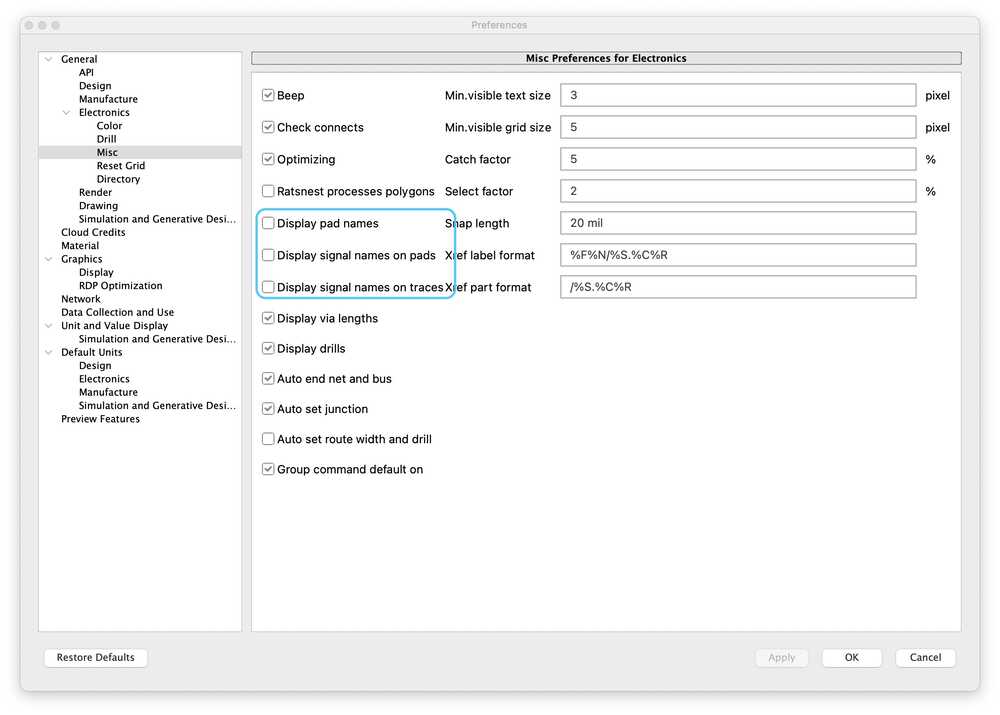 Preferences
General
API
Design
Manufacture
Electronics
Color
Drill
Misc
Reset Grid
Directory
Render
Drawing
Simulation and Generative Desi...
Cloud Credits
Material
Graphics
Display
RDP Optimization
Network
Data Collection and Use
Unit and Value Display
Simulation and Generative Desi...
Default Units
Design
Electronics
Manufacture
Simulation and Generative Desi...
Preview Features
Misc Preferences for Electronics
Beep Min.visible text size 3 pixel
Check connects Min.visible grid size 5 pixel
Optimizing Catch factor 5 %
Ratsnest processes polygons Select factor 2 %
Display pad names Snap length 20 mil
Display signal names on pads Xref label format %F%N/%S.%C%R
Display signal names on traces Xref part format /%S.%C%R
Display via lengths
Display drills
Auto end net and bus
Auto set junction
Auto set route width and drill
Group command default on
Restore Defaults Apply OK Cancel